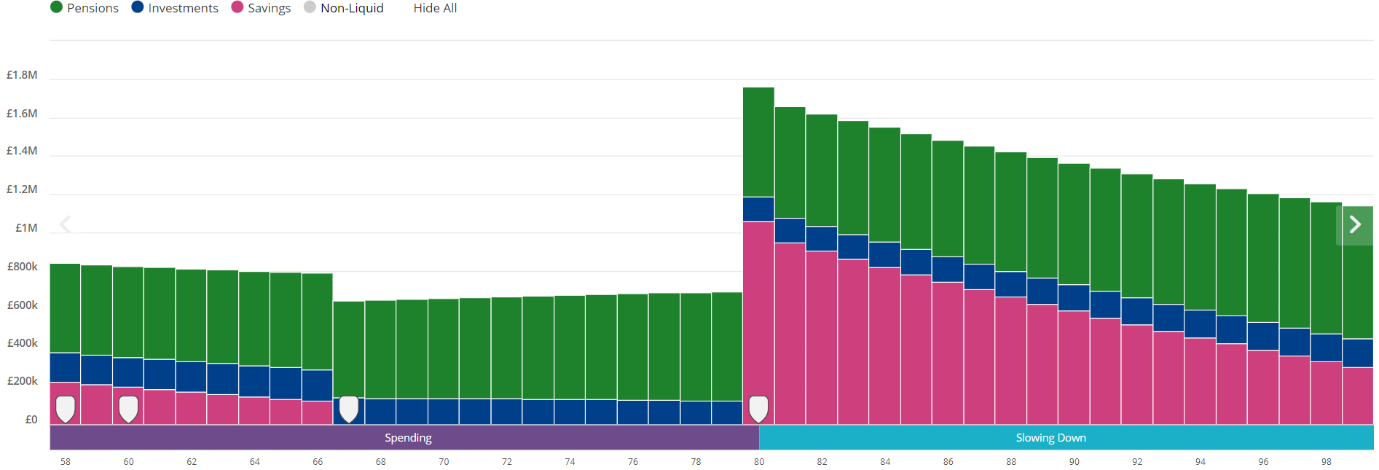 Pensions Investments Savings Non-Liquid Hide All
£1.8M
£1.6M
£1.4M
£1.2M
£1M
£800k
£600k
£400k
£200k
£0
Spending Slowing Down
58 60 62 64 66 68 70 72 74 76 78 80 82 84 86 88 90 92 94 96 98